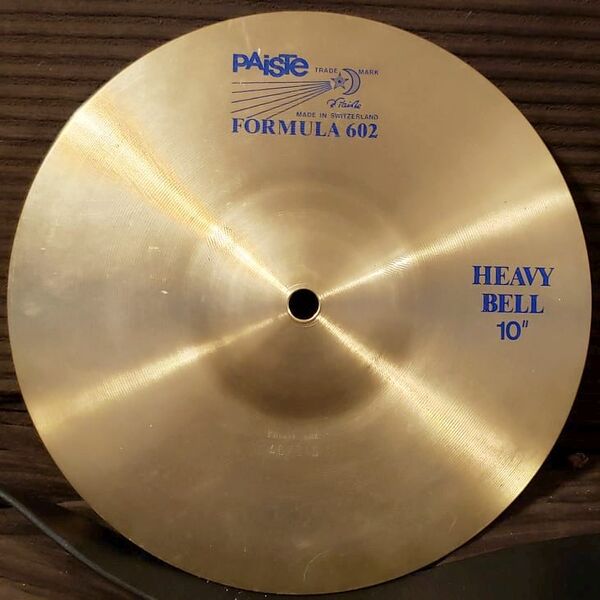 PAiSTe
TRADE MARK
MADE IN SWITZERLAND
FORMULA 602
HEAVY
BELL
10"